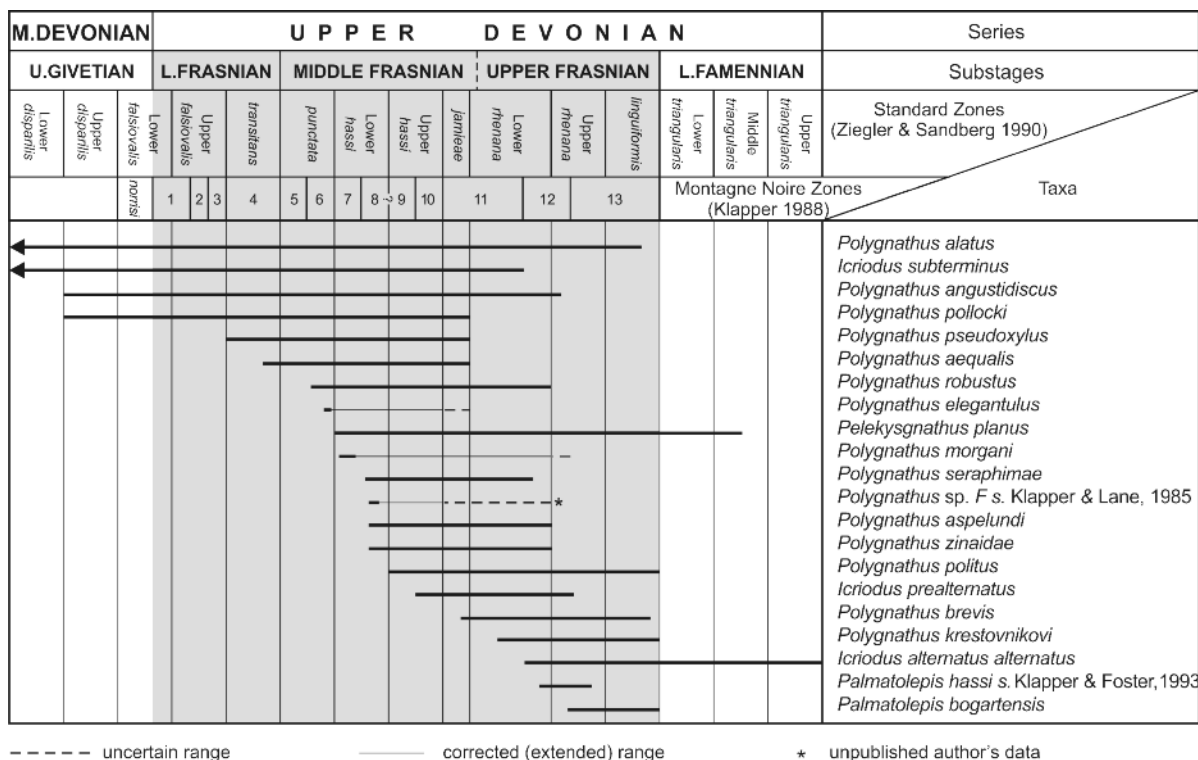 M.DEVONIAN UPPER DEVONIAN Series
U.GIVETIAN L.FRASNIAN MIDDLE FRASNIAN UPPER FRASNIAN L.FAMENNIAN Substages
Lower disparilis
Upper disparilis
Lower falsiovalis
Upper falsiovalis
transitans
punctata
Lower hassi
Upper hassi
jamieae
Lower rhenana
Upper rhenana
linguiformis
Lower triangularis
Middle triangularis
Upper triangularis
Standard Zones
(Ziegler & Sandberg 1990)
norrisi 1 2 3 4 5 6 7 8 ? 9 10 11 12 13
Montagne Noire Zones
(Klapper 1988)
Taxa
Polygnathus alatus
Icriodus subterminus
Polygnathus angustidiscus
Polygnathus pollocki
Polygnathus pseudoxylus
Polygnathus aequalis
Polygnathus robustus
Polygnathus elegantulus
Pelekysgnathus planus
Polygnathus morgani
Polygnathus seraphimae
* Polygnathus sp. F s. Klapper & Lane, 1985
Polygnathus aspelundi
Polygnathus zinaidae
Polygnathus politus
Icriodus prealternatus
Polygnathus brevis
Polygnathus krestovnikovi
Icriodus alternatus alternatus
Palmatolepis hassi s. Klapper & Foster,1993
Palmatolepis bogartensis
uncertain range corrected (extended) range * unpublished author's data